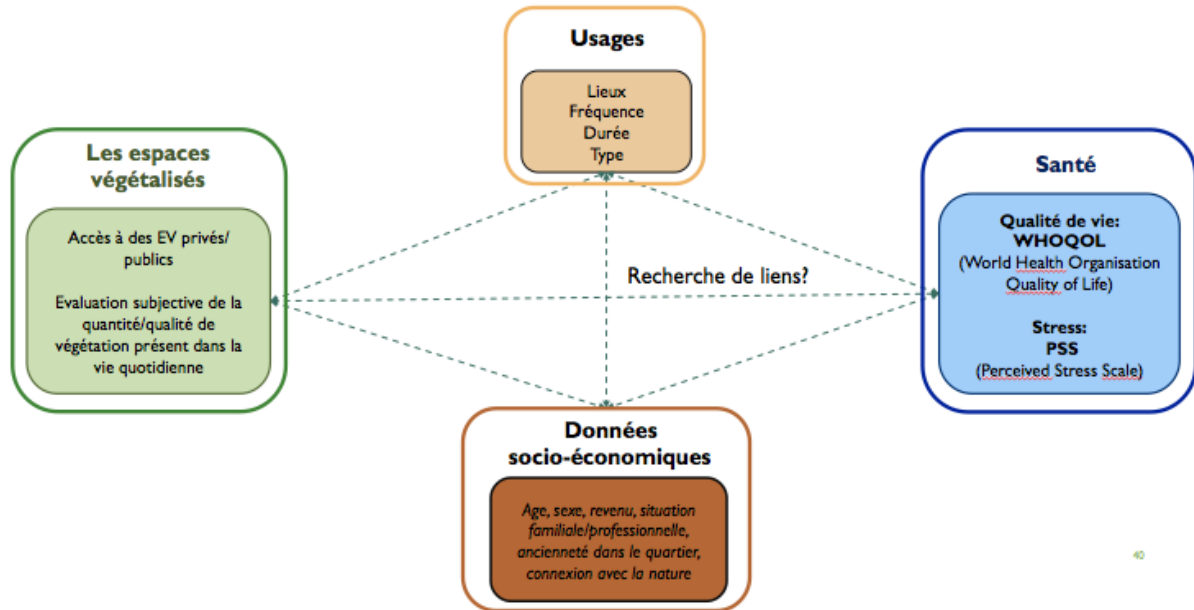 Usages
Lieux
Fréquence
Durée
Type
Les espaces
végétalisés
Accès à des EV privés/
publics
Evaluation subjective de la
quantité/qualité de
végétation présent dans la
vie quotidienne
Recherche de liens?
Santé
Qualité de vie:
WHOQOL
(World Health Organisation
Quality of Life)
Stress:
PSS
(Perceived Stress Scale)
Données
socio-économiques
Age, sexe, revenu, situation
familiale/professionnelle,
ancienneté dans le quartier,
connexion avec la nature
40